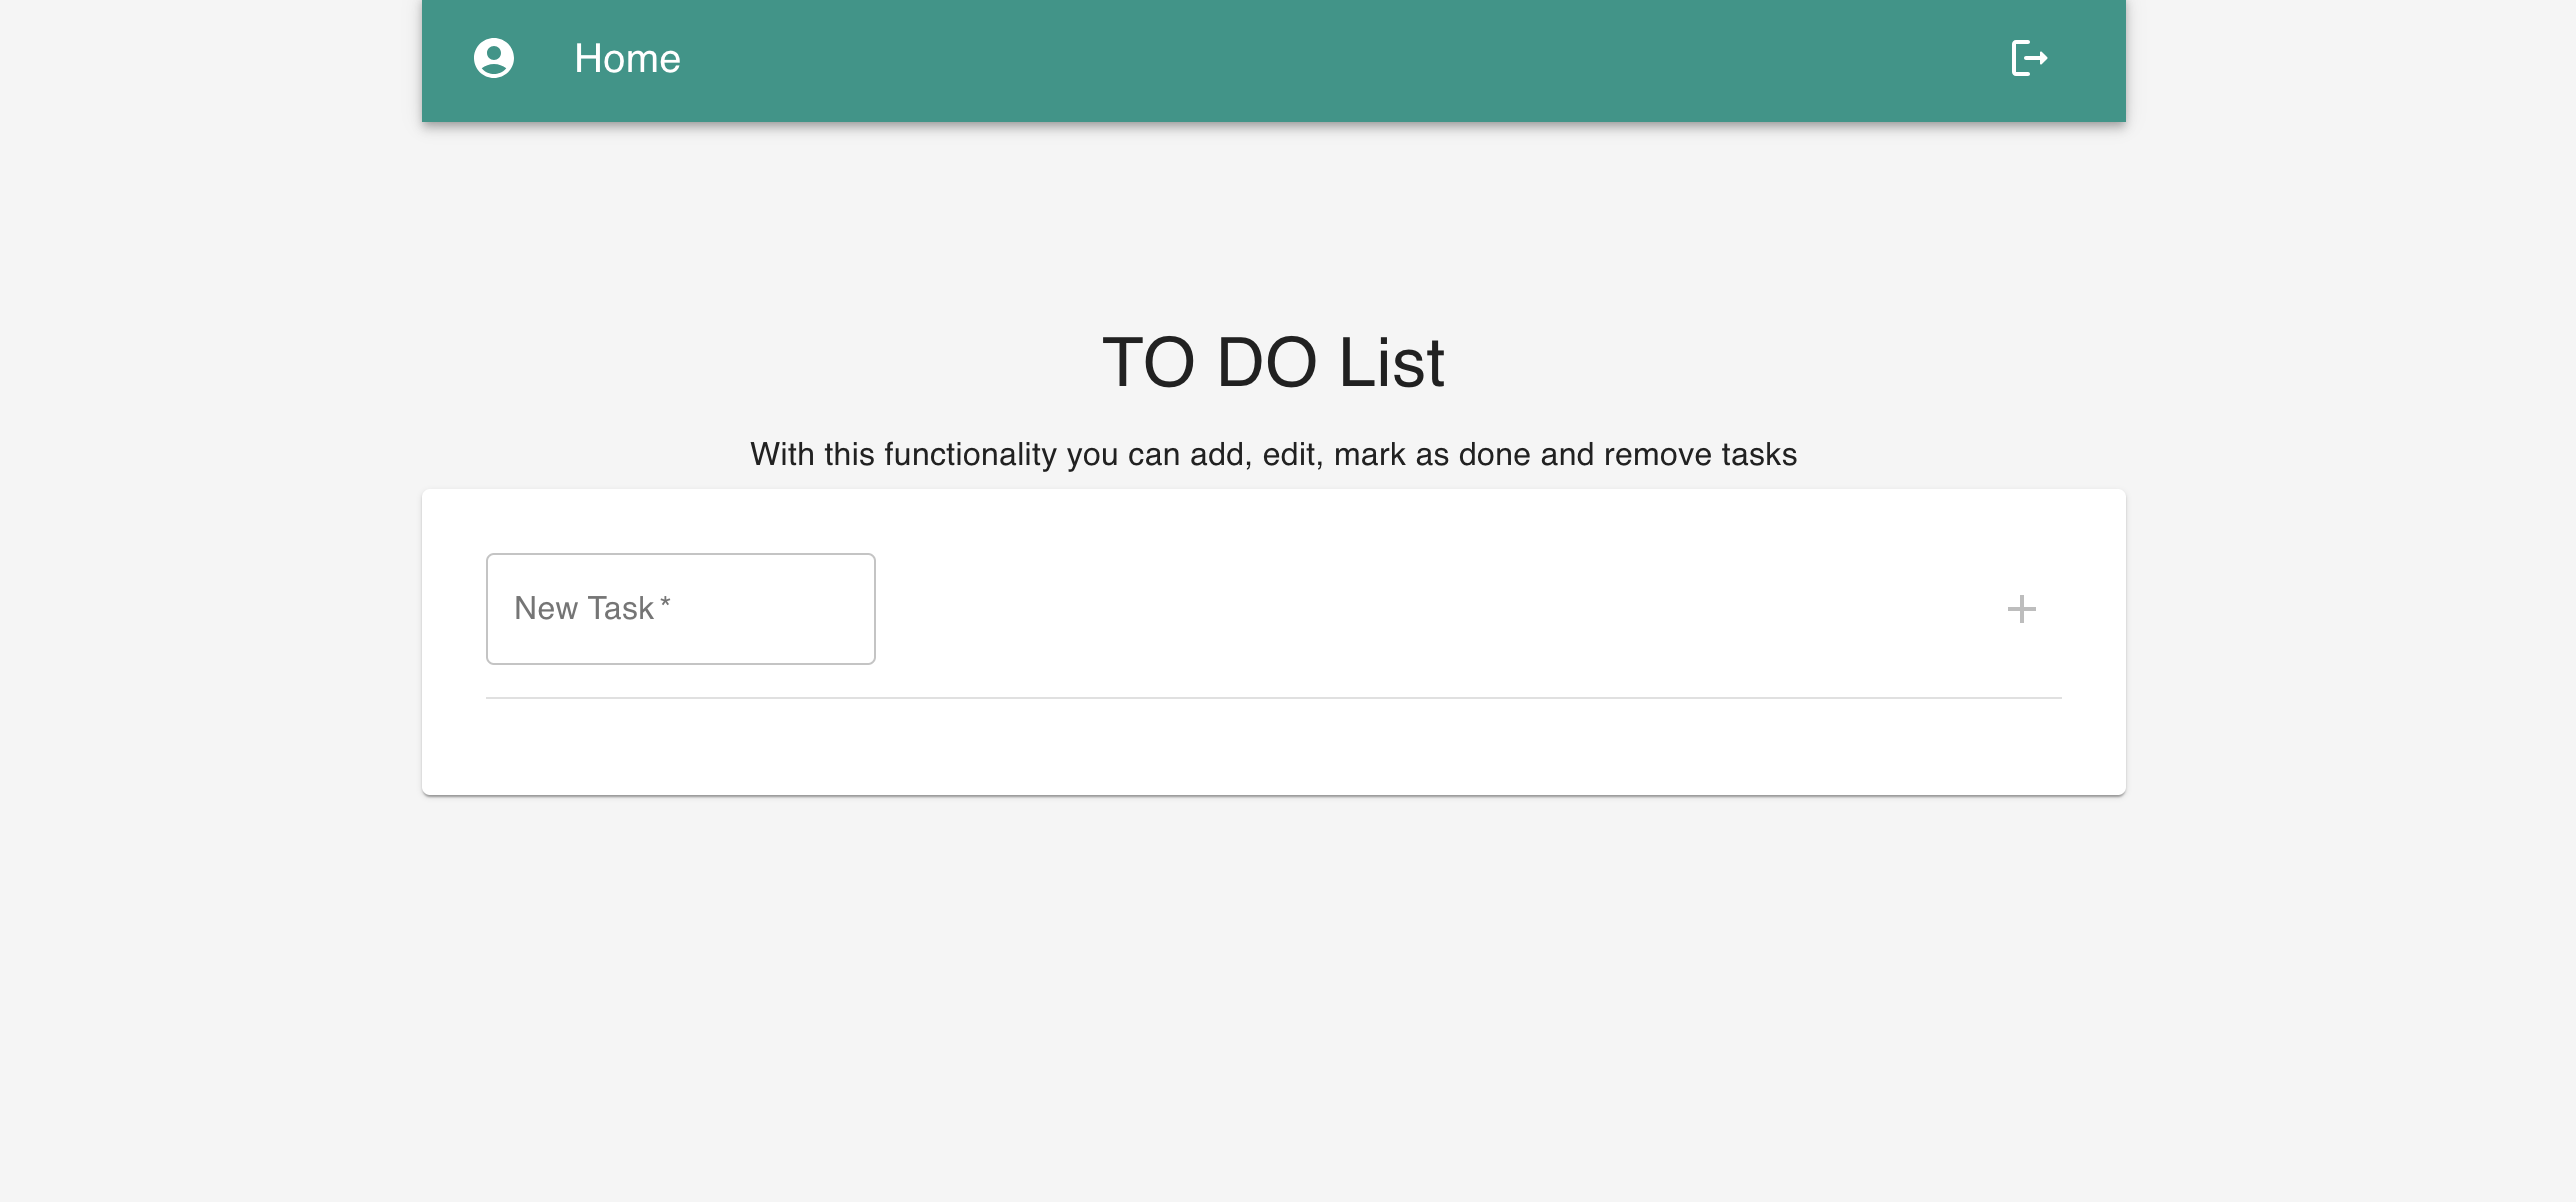 Home
TO DO List
With this functionality you can add, edit, mark as done and remove tasks
New Task *